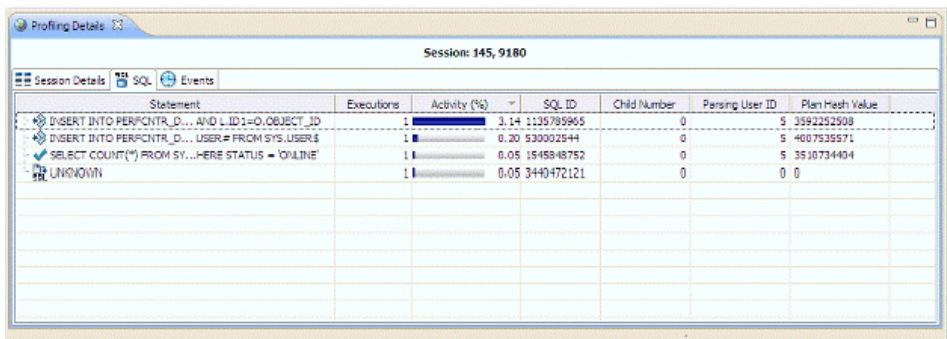 Profiling Details
Session: 145, 9180
Session Details SQL Events
Statement Executions Activity (%) SQL ID Child Number Parsing User ID Plan Hash Value
INSERT INTO PERFCNTR_D... AND L.ID1=O.OBJECT_ID 1 3.14 1135785965 0 5 3592252508
INSERT INTO PERFCNTR_D... USER# FROM SYS.USER$ 1 0.20 530002544 0 5 4007535571
SELECT COUNT(*) FROM SY...HERE STATUS = 'ONLINE' 1 0.05 1545848752 0 5 3510734404
UNKNOWN 1 0.05 3440472121 0 0 0